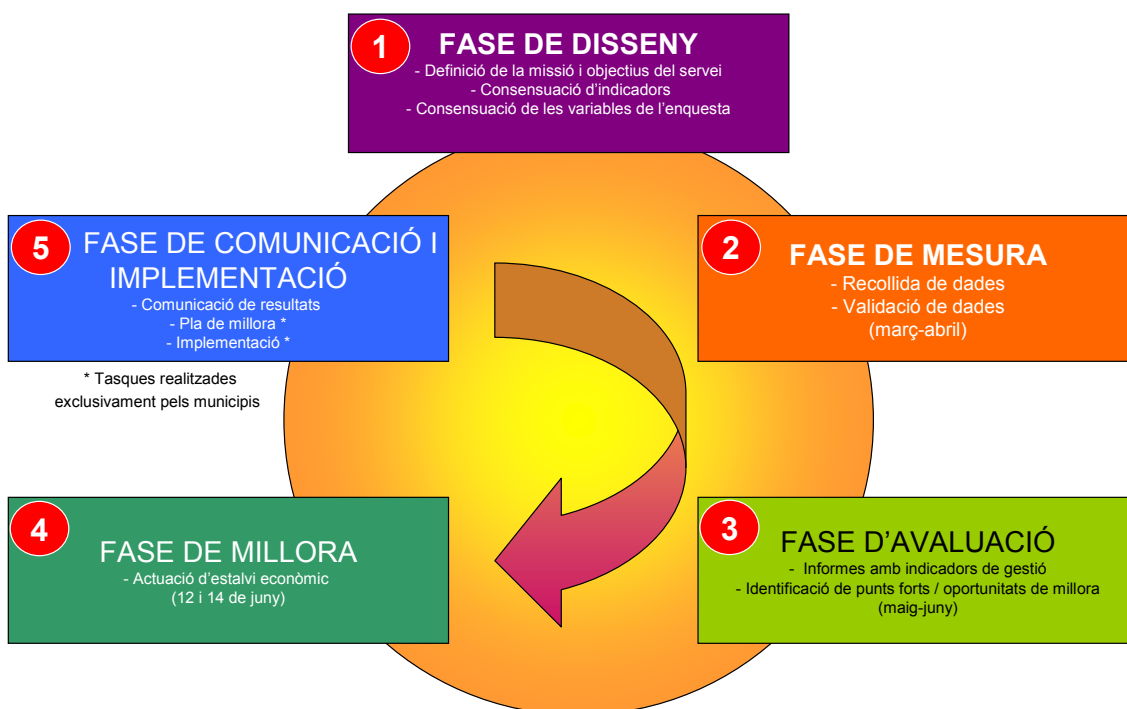 1
FASE DE DISSENY
- Definició de la missió i objectius del servei
- Consensuació d'indicadors
- Consensuació de les variables de l'enquesta
2
FASE DE MESURA
- Recollida de dades
- Validació de dades
(març-abril)
3
FASE D'AVALUACIÓ
- Informes amb indicadors de gestió
- Identificació de punts forts / oportunitats de millora
(maig-juny)
4
FASE DE MILLORA
- Actuació d'estalvi econòmic
(12 i 14 de juny)
5
FASE DE COMUNICACIÓ I
IMPLEMENTACIÓ
- Comunicació de resultats
- Pla de millora *
- Implementació *
* Tasques realitzades
exclusivament pels municipis